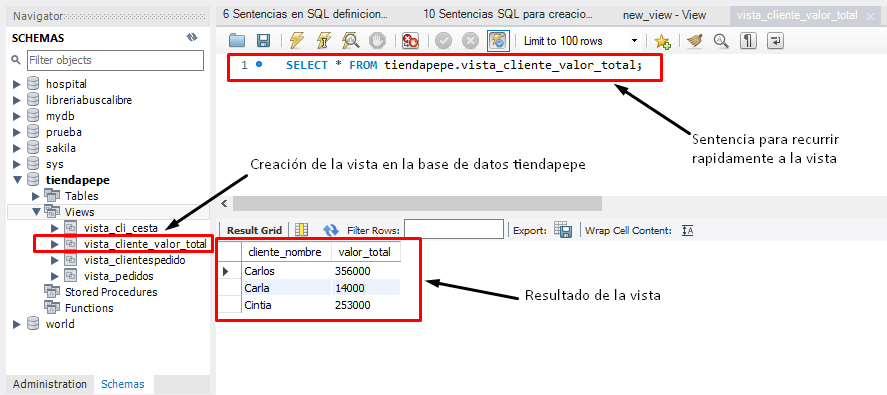 Navigator
SCHEMAS
Filter objects
hospital
libreriabuscalibre
mydb
prueba
sakila
sys
tiendapepe
Tables
Views
vista_cli_cesta
vista_cliente_valor_total
vista_clientespedido
vista_pedidos
Stored Procedures
Functions
world
Administration Schemas
6 Sentencias en SQL definicion... 10 Sentencias SQL para creacio... new_view - View vista_cliente_valor_total
Limit to 100 rows
1 SELECT * FROM tiendapepe.vista_cliente_valor_total;
Sentencia para recurrir
rapidamente a la vista
Creación de la vista en la base de datos tiendapepe
Result Grid Filter Rows: Export: Wrap Cell Content:
cliente_nombre valor_total
Carlos 356000
Carla 14000
Cintia 253000
Resultado de la vista